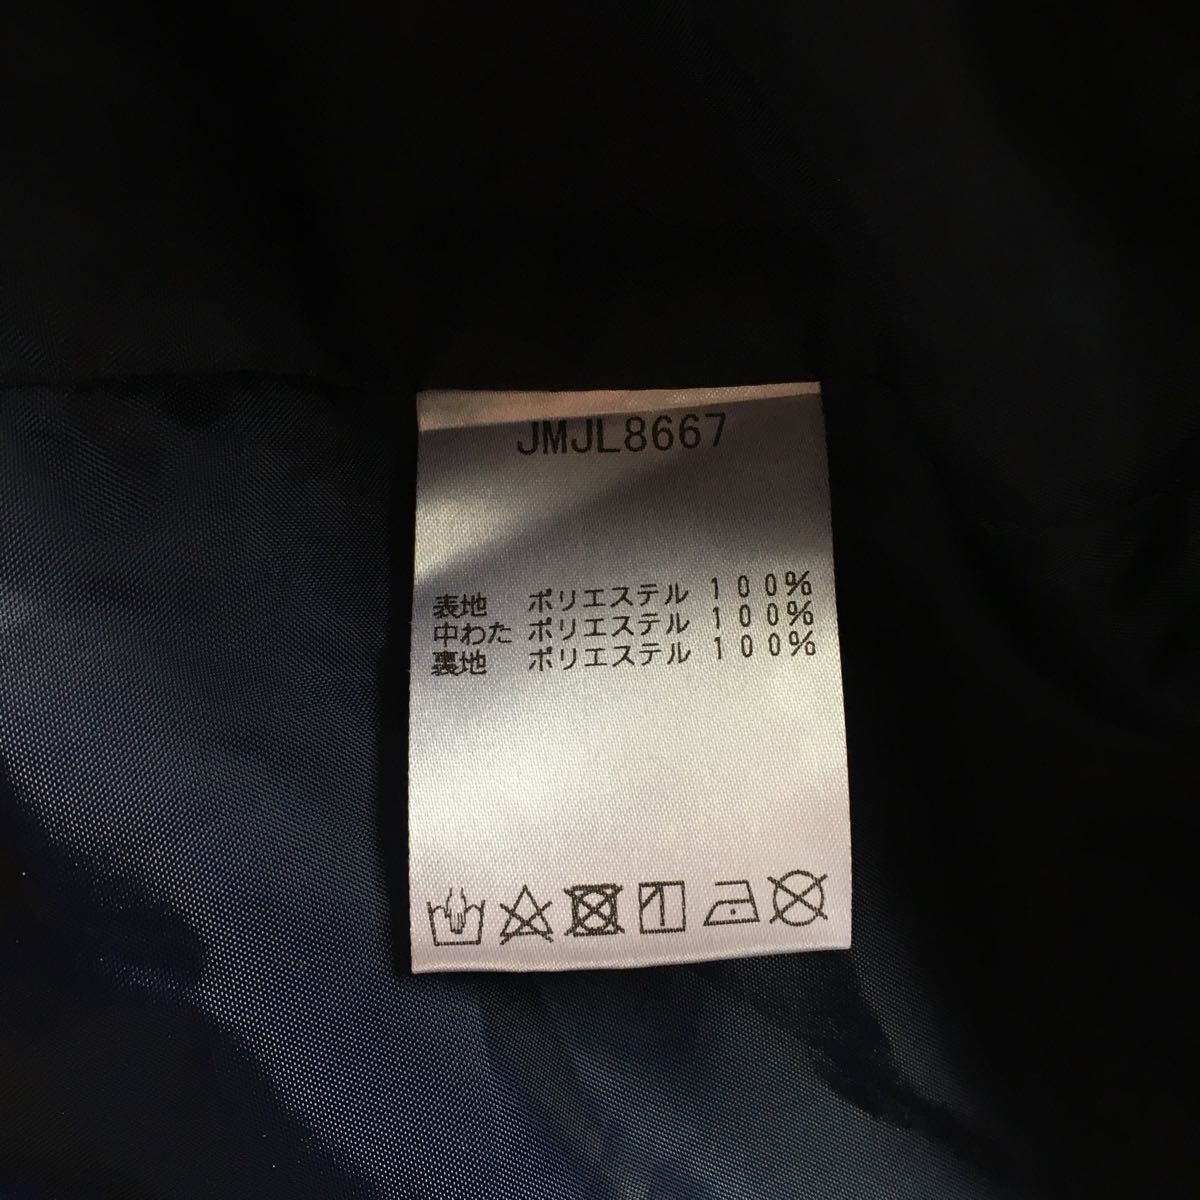 JMJL8667
表地 ポリエステル 100%
中わた ポリエステル 100%
裏地 ポリエステル 100%